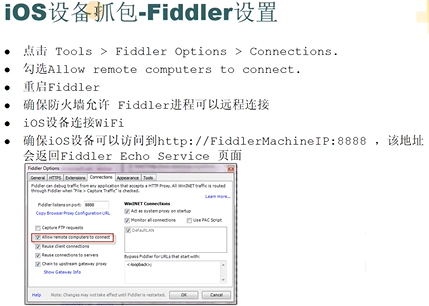 iOS设备抓包-Fiddler设置
点击 Tools > Fiddler Options > Connections.
勾选Allow remote computers to connect.
重启Fiddler
确保防火墙允许 Fiddler进程可以远程连接
iOS设备连接WiFi
确保iOS设备可以访问到http://FiddlerMachineIP:8888 ，该地址
会返回Fiddler Echo Service 页面
Fiddler Options
General HTTPS Extensions Connections Appearance Tools
Fiddler can debug traffic from any application that accepts a HTTP Proxy. All WinINET traffic is routed
through Fiddler when "File > Capture Traffic" is checked.
Learn more...
Fiddler listens on port: 8888
Copy Browser Proxy Configuration URL
Capture FTP requests
Allow remote computers to connect
Reuse client connections
Reuse connections to servers
Chain to upstream gateway proxy
Show Gateway Info
WinINET Connections
Act as system proxy on startup
Monitor all connections Use PAC Script
DefaultLAN
Bypass Fiddler for URLs that start with:
<-loopback>;
Help Note: Changes may not take effect until Fiddler is restarted. OK Cancel